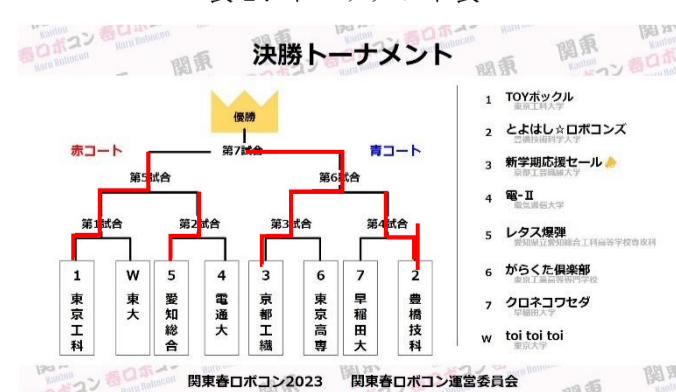 決勝トーナメント
優勝
赤コート
第7試合
青コート
第5試合
第6試合
第1試合
第2試合
第3試合
第4試合
1 東京工科
W 東大
5 愛知総合
4 電通大
3 京都工繊
6 東京高専
7 早稲田大
2 豊橋技科
1 TOYボックル
東京工科大学
2 とよはし☆ロボコンズ
豊橋技術科学大学
3 新学期応援セール
京都工芸繊維大学
4 電-Ⅱ
電気通信大学
5 レタス爆弾
愛知県立愛知総合工科高等学校専攻科
6 がらくた倶楽部
東京工業高等専門学校
7 クロネコワセダ
早稲田大学
W toi toi toi
東京大学
関東春ロボコン2023 関東春ロボコン運営委員会